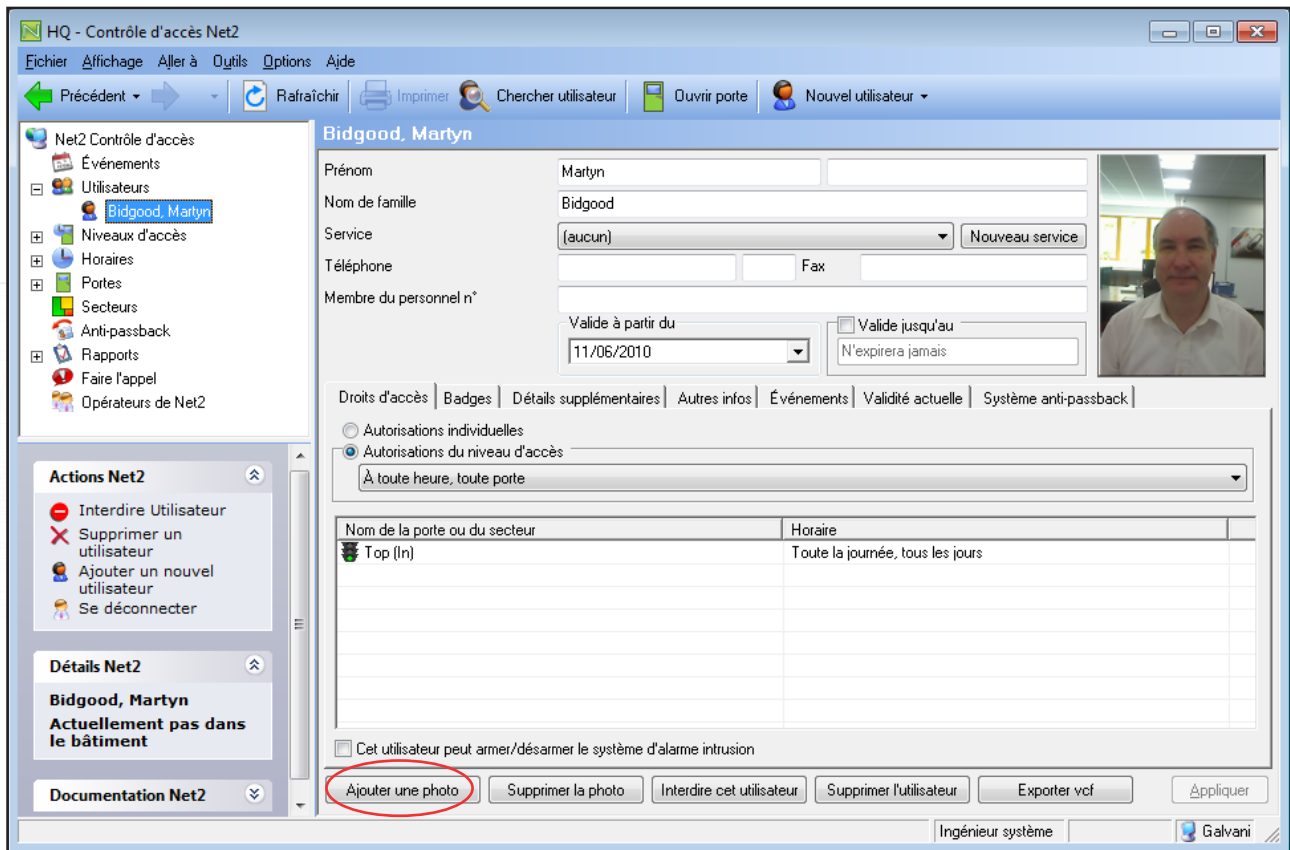 HQ - Contrôle d'accès Net2
Fichier Affichage Aller à Outils Options Aide
Précédent Rafraîchir Imprimer Chercher utilisateur Ouvrir porte Nouvel utilisateur
Net2 Contrôle d'accès
Événements
Utilisateurs
Bidgood, Martyn
Niveaux d'accès
Horaires
Portes
Secteurs
Anti-passback
Rapports
Faire l'appel
Opérateurs de Net2
Actions Net2
Interdire Utilisateur
Supprimer un
utilisateur
Ajouter un nouvel
utilisateur
Se déconnecter
Détails Net2
Bidgood, Martyn
Actuellement pas dans
le bâtiment
Documentation Net2
Bidgood, Martyn
Prénom Martyn
Nom de famille Bidgood
Service (aucun) Nouveau service
Téléphone Fax
Membre du personnel n°
Valide à partir du Valide jusqu'au
11/06/2010 N'expirera jamais
Droits d'accès Badges Détails supplémentaires Autres infos Événements Validité actuelle Système anti-passback
Autorisations individuelles
Autorisations du niveau d'accès
À toute heure, toute porte
Nom de la porte ou du secteur Horaire
Top (In) Toute la journée, tous les jours
Cet utilisateur peut armer/désarmer le système d'alarme intrusion
Ajouter une photo Supprimer la photo Interdire cet utilisateur Supprimer l'utilisateur Exporter vcf Appliquer
Ingénieur système Galvani